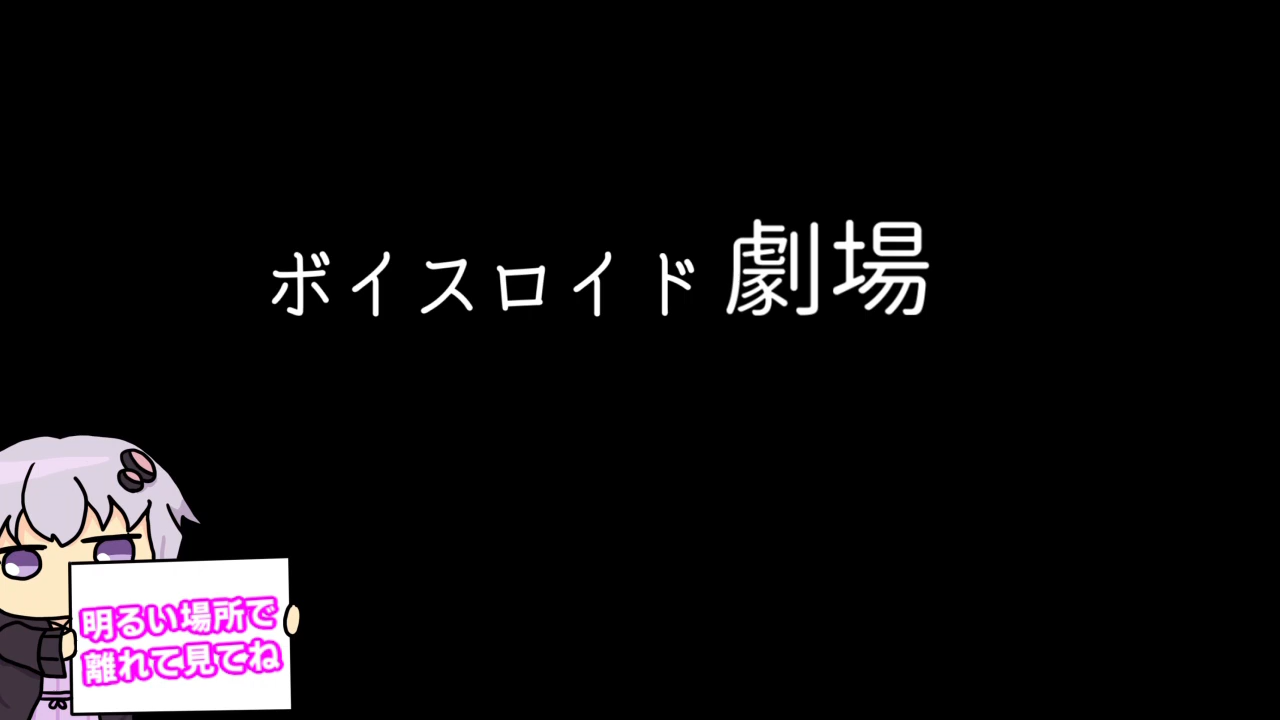 ボイスロイド劇場
明るい場所で
離れて見てね